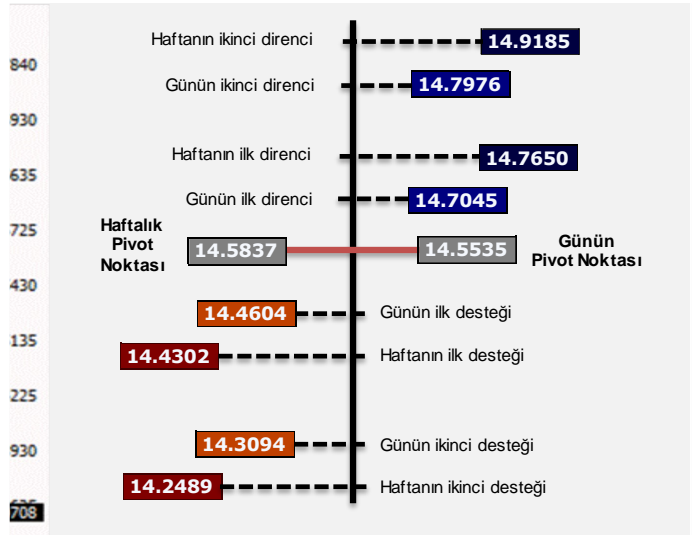 Haftanın ikinci direnci
14.9185
840
Günün ikinci direnci
14.7976
930
Haftanın ilk direnci
14.7650
635
Günün ilk direnci
14.7045
725
Haftalık
Pivot
Noktası
14.5837
14.5535
Günün
Pivot Noktası
430
14.4604
Günün ilk desteği
135
14.4302
Haftanın ilk desteği
225
930
14.3094
Günün ikinci desteği
14.2489
Haftanın ikinci desteği
708